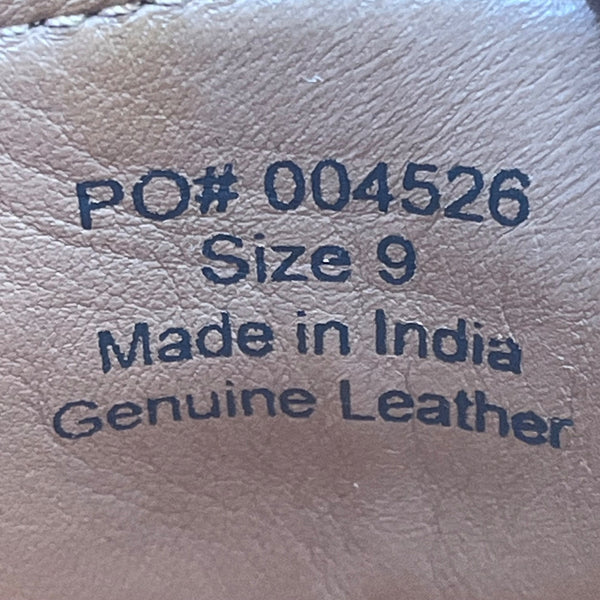 PO# 004526
Size 9
Made in India
Genuine Leather